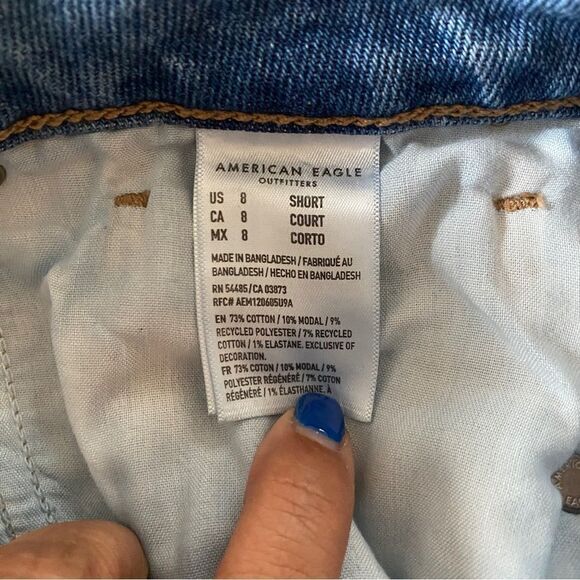 AMERICAN EAGLE
OUTFITTERS
US 8 SHORT
CA 8 COURT
MX 8 CORTO
MADE IN BANGLADESH / FABRIQUÉ AU
BANGLADESH / HECHO EN BANGLADESH
RN 54485/CA 03873
RFC# AEM120605U9A
EN 73% COTTON / 10% MODAL / 9%
RECYCLED POLYESTER / 7% RECYCLED
COTTON / 1% ELASTANE. EXCLUSIVE OF
DECORATION.
FR 73% COTON / 10% MODAL / 9%
POLYESTER RÉGÉNÉRÉ / 7% COTON
RÉGÉNÉRÉ / 1% ÉLASTHANNE. À